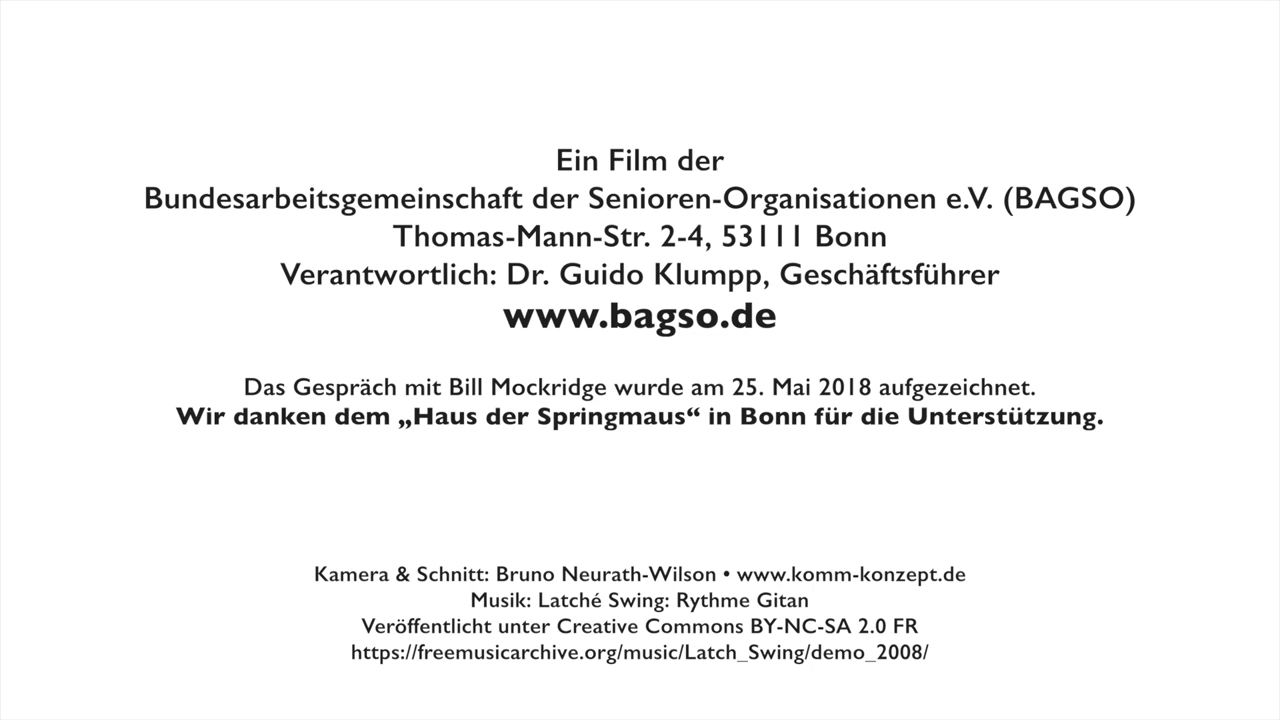 Ein Film der
Bundesarbeitsgemeinschaft der Senioren-Organisationen e.V. (BAGSO)
Thomas-Mann-Str. 2-4, 53111 Bonn
Verantwortlich: Dr. Guido Klumpp, Geschäftsführer
www.bagso.de
Das Gespräch mit Bill Mockridge wurde am 25. Mai 2018 aufgezeichnet.
Wir danken dem „Haus der Springmaus“ in Bonn für die Unterstützung.
Kamera & Schnitt: Bruno Neurath-Wilson • www.komm-konzept.de
Musik: Latché Swing: Rythme Gitan
Veröffentlicht unter Creative Commons BY-NC-SA 2.0 FR
https://freemusicarchive.org/music/Latch_Swing/demo_2008/